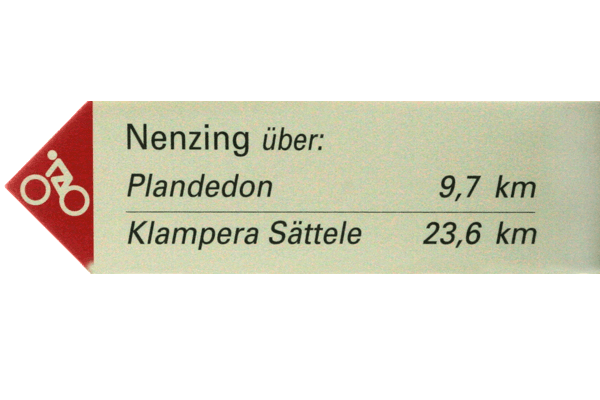 Nenzing über:
Plandedon 9,7 km
Klampera Sättele 23,6 km